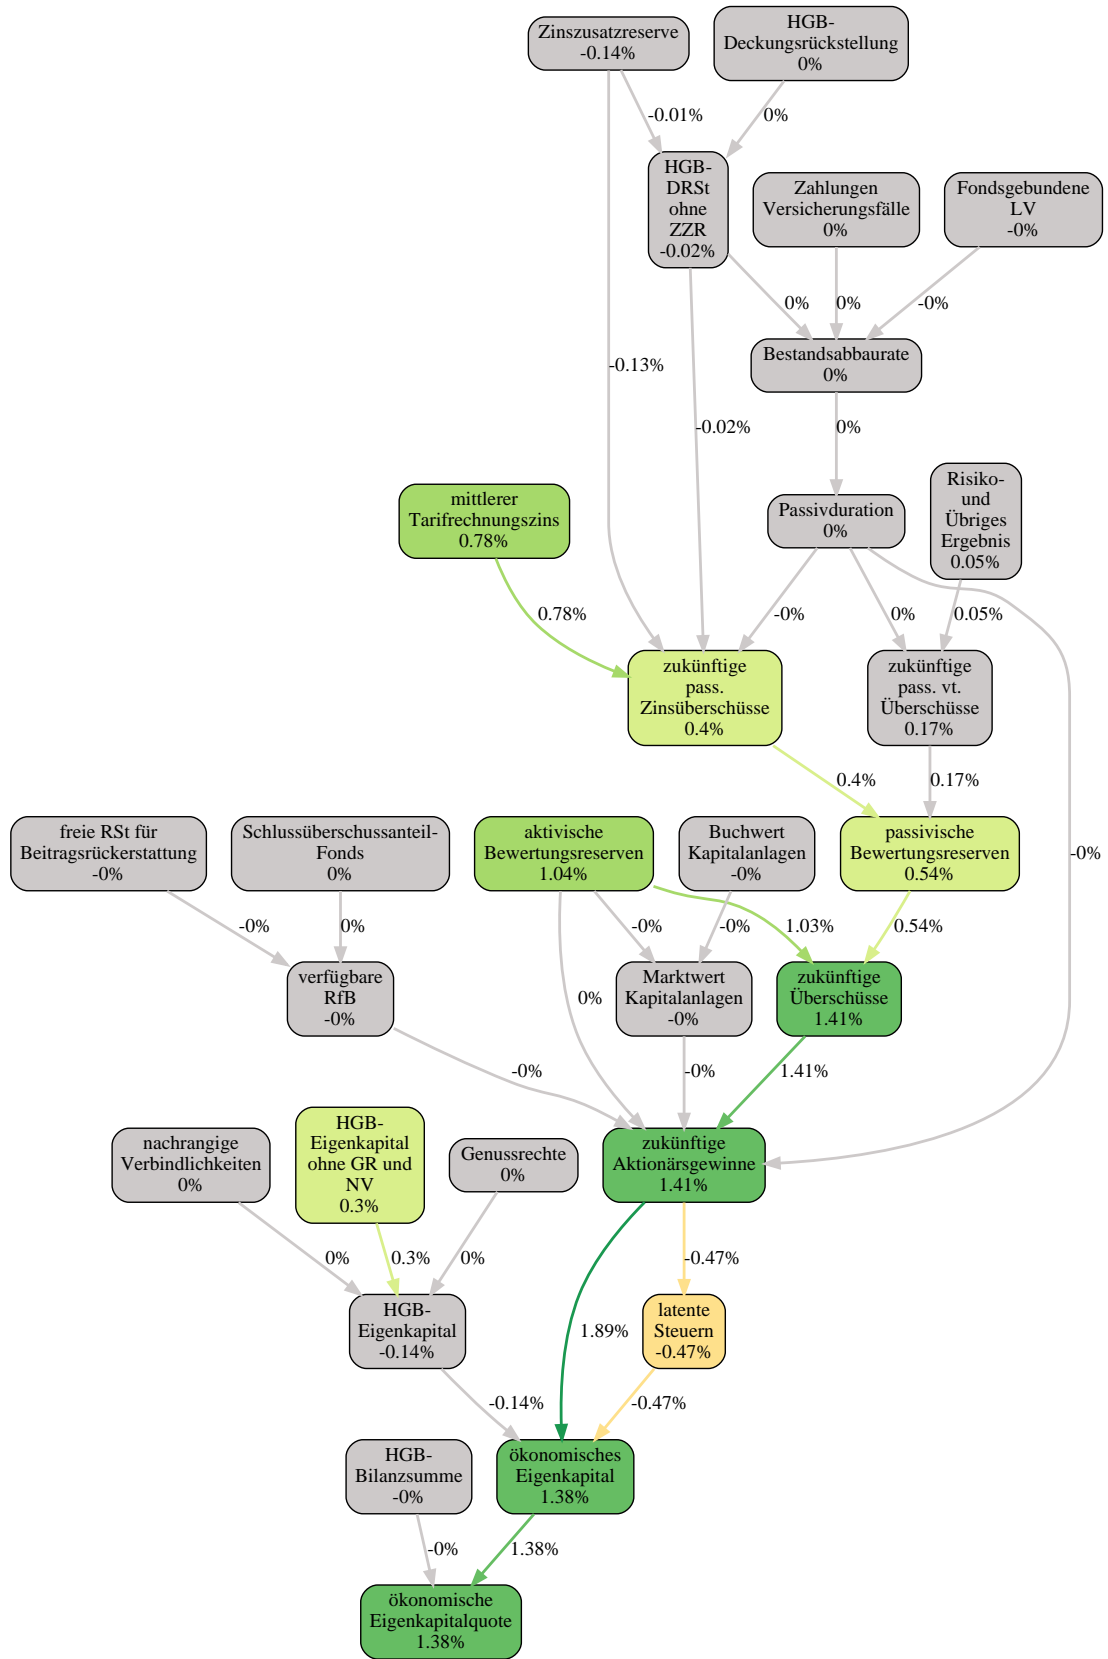 Zinszusatzreserve
-0.14%
HGB-
Deckungsrückstellung
0%
-0.01%
0%
HGB-
DRSt
ohne
ZZR
-0.02%
Zahlungen
Versicherungsfälle
0%
Fondsgebundene
LV
-0%
0%
0%
-0%
Bestandsabbaurate
0%
-0.13%
-0.02%
0%
mittlerer
Tarifrechnungszins
0.78%
Passivduration
0%
Risiko-
und
Übriges
Ergebnis
0.05%
0.78%
-0%
0%
0.05%
zukünftige
pass.
Zinsüberschüsse
0.4%
zukünftige
pass. vt.
Überschüsse
0.17%
0.4%
0.17%
freie RSt für
Beitragsrückerstattung
-0%
Schlussüberschussanteil-
Fonds
0%
aktivische
Bewertungsreserven
1.04%
Buchwert
Kapitalanlagen
-0%
passivische
Bewertungsreserven
0.54%
-0%
-0%
0%
-0%
-0%
1.03%
0.54%
verfügbare
RfB
-0%
0%
Marktwert
Kapitalanlagen
-0%
zukünftige
Überschüsse
1.41%
-0%
-0%
1.41%
nachrangige
Verbindlichkeiten
0%
HGB-
Eigenkapital
ohne GR und
NV
0.3%
Genussrechte
0%
zukünftige
Aktionärsgewinne
1.41%
0%
0.3%
0%
-0.47%
HGB-
Eigenkapital
-0.14%
1.89%
latente
Steuern
-0.47%
-0.14%
-0.47%
HGB-
Bilanzsumme
-0%
ökonomisches
Eigenkapital
1.38%
-0%
1.38%
ökonomische
Eigenkapitalquote
1.38%